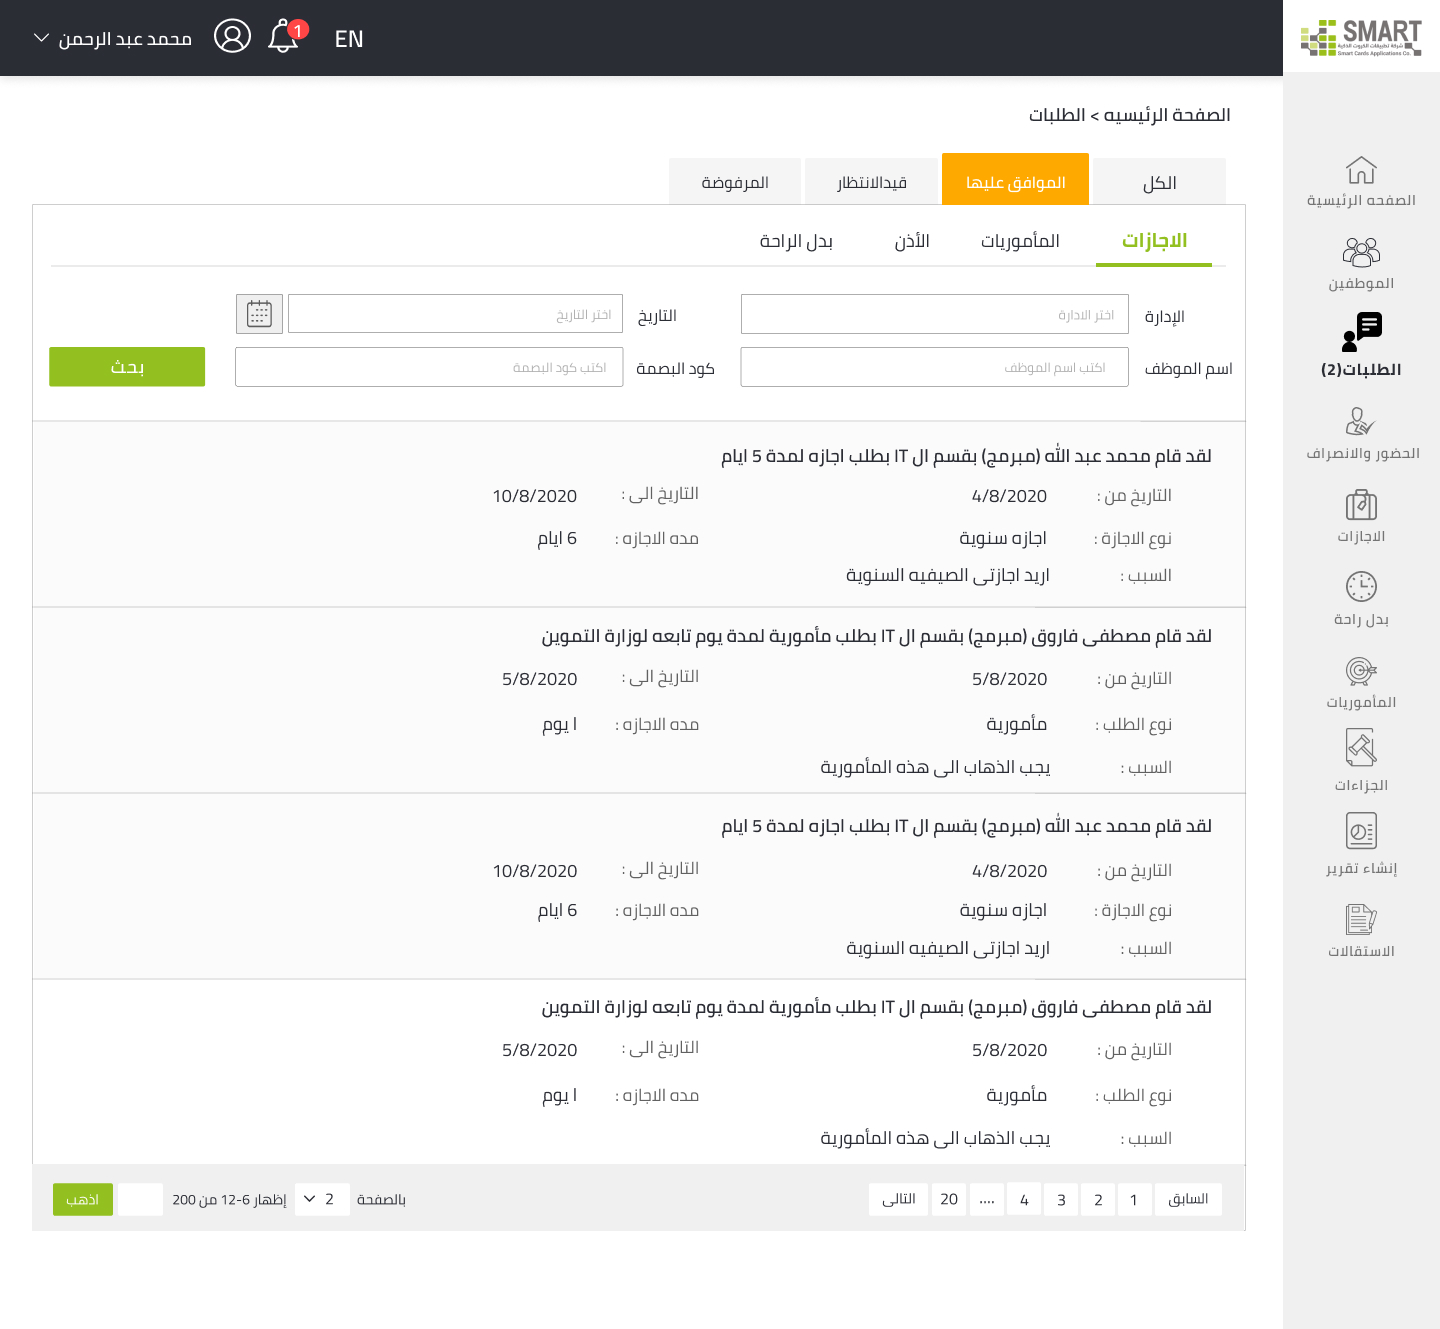 SMART
شركة تطبيقات الكروت الذكية
Smart Cards Applications Co.
EN
1
محمد عبد الرحمن
الصفحة الرئيسيه > الطلبات
الكل
الموافق عليها
قيدالانتظار
المرفوضة
الاجازات
المأموريات
الأذن
بدل الراحة
الإدارة
اختر الادارة
التاريخ
اختر التاريخ
اسم الموظف
اكتب اسم الموظف
كود البصمة
اكتب كود البصمة
بحث
لقد قام محمد عبد الله (مبرمج) بقسم ال IT بطلب اجازه لمدة 5 ايام
التاريخ من : 4/8/2020 التاريخ الى : 10/8/2020
نوع الاجازة : اجازه سنوية مده الاجازه : 6 ايام
السبب : اريد اجازتى الصيفيه السنوية
لقد قام مصطفى فاروق (مبرمج) بقسم ال IT بطلب مأمورية لمدة يوم تابعه لوزارة التموين
التاريخ من : 5/8/2020 التاريخ الى : 5/8/2020
نوع الطلب : مأمورية مده الاجازه : ا يوم
السبب : يجب الذهاب الى هذه المأمورية
لقد قام محمد عبد الله (مبرمج) بقسم ال IT بطلب اجازه لمدة 5 ايام
التاريخ من : 4/8/2020 التاريخ الى : 10/8/2020
نوع الاجازة : اجازه سنوية مده الاجازه : 6 ايام
السبب : اريد اجازتى الصيفيه السنوية
لقد قام مصطفى فاروق (مبرمج) بقسم ال IT بطلب مأمورية لمدة يوم تابعه لوزارة التموين
التاريخ من : 5/8/2020 التاريخ الى : 5/8/2020
نوع الطلب : مأمورية مده الاجازه : ا يوم
السبب : يجب الذهاب الى هذه المأمورية
السابق 1 2 3 4 .... 20 التالى
بالصفحة 2 إظهار 6-12 من 200 اذهب
الصفحه الرئيسية
الموظفين
الطلبات(2)
الحضور والانصراف
الاجازات
بدل راحة
المأموريات
الجزاءات
إنشاء تقرير
الاستقالات